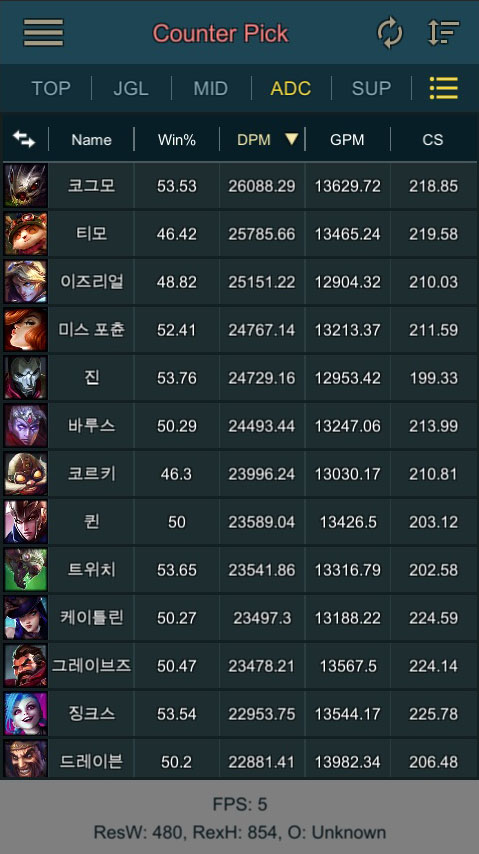 Counter Pick
TOP JGL MID ADC SUP
Name Win% DPM GPM CS
코그모 53.53 26088.29 13629.72 218.85
티모 46.42 25785.66 13465.24 219.58
이즈리얼 48.82 25151.22 12904.32 210.03
미스 포츈 52.41 24767.14 13213.37 211.59
진 53.76 24729.16 12953.42 199.33
바루스 50.29 24493.44 13247.06 213.99
코르키 46.3 23996.24 13030.17 210.81
퀸 50 23589.04 13426.5 203.12
트위치 53.65 23541.86 13316.79 202.58
케이틀린 50.27 23497.3 13188.22 224.59
그레이브즈 50.47 23478.21 13567.5 224.14
징크스 53.54 22953.75 13544.17 225.78
드레이븐 50.2 22881.41 13982.34 206.48
FPS: 5
ResW: 480, RexH: 854, O: Unknown